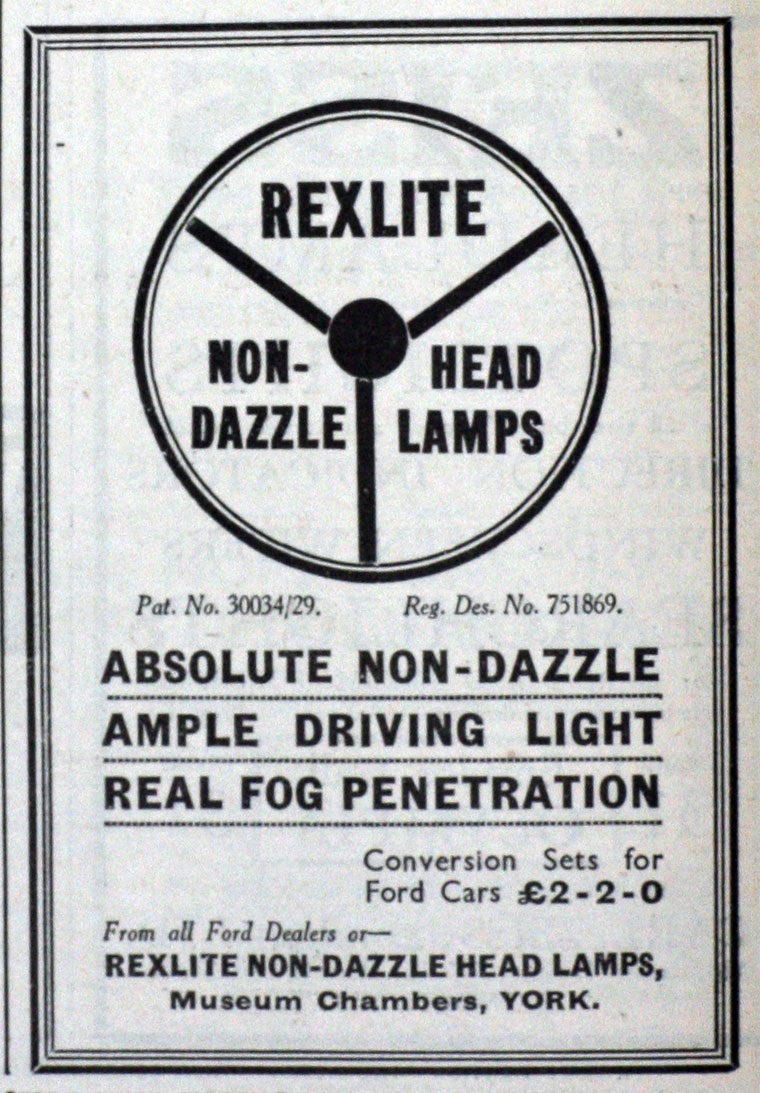 REXLITE
NON-
DAZZLE
HEAD
LAMPS
Pat. No. 30034/29. Reg. Des. No. 751869.
ABSOLUTE NON-DAZZLE
AMPLE DRIVING LIGHT
REAL FOG PENETRATION
Conversion Sets for
Ford Cars £2-2-0
From all Ford Dealers or—
REXLITE NON-DAZZLE HEAD LAMPS,
Museum Chambers, YORK.